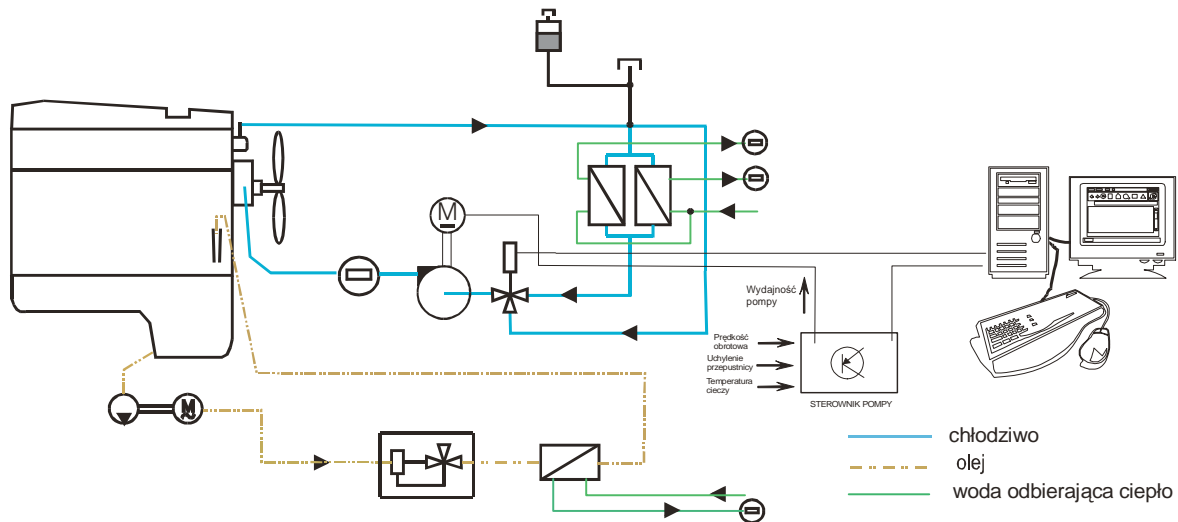 M
Wydajność
pompy
Prędkość
obrotowa
Uchylenie
przepustnicy
Temperatura
cieczy
STEROWNIK POMPY
M
chłodziwo
olej
woda odbierająca ciepło